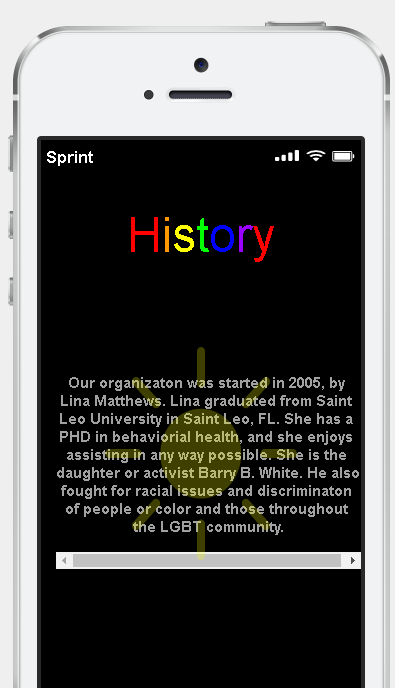 Sprint
History
Our organizaton was started in 2005, by
Lina Matthews. Lina graduated from Saint
Leo University in Saint Leo, FL. She has a
PHD in behaviorial health, and she enjoys
assisting in any way possible. She is the
daughter or activist Barry B. White. He also
fought for racial issues and discriminaton
of people or color and those throughout
the LGBT community.